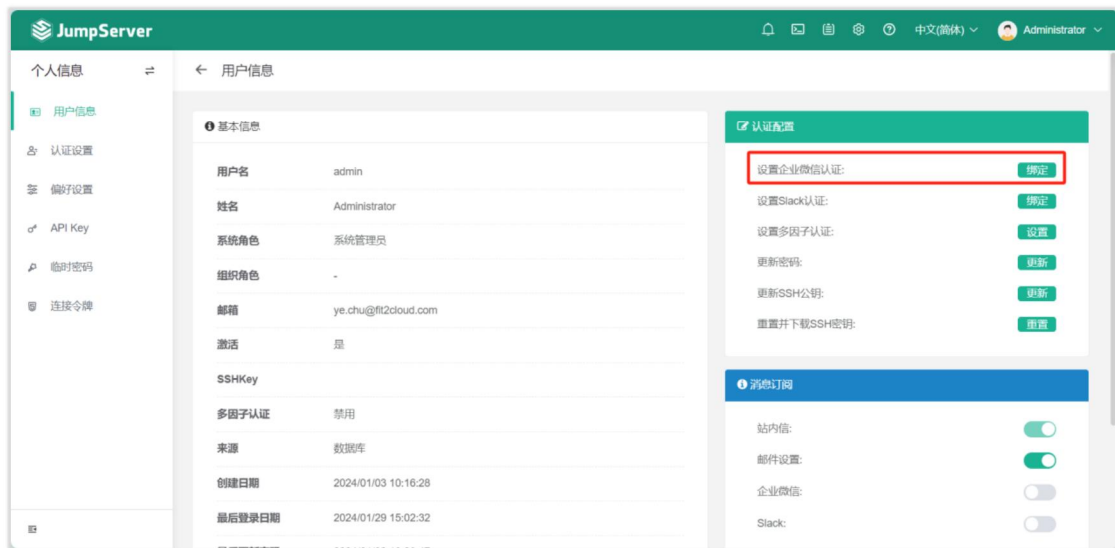 JumpServer
中文(简体)
Administrator
个人信息
用户信息
用户信息
认证设置
偏好设置
API Key
临时密码
连接令牌
基本信息
用户名 admin
姓名 Administrator
系统角色 系统管理员
组织角色 -
邮箱 ye.chu@fit2cloud.com
激活 是
SSHKey
多因子认证 禁用
来源 数据库
创建日期 2024/01/03 10:16:28
最后登录日期 2024/01/29 15:02:32
认证配置
设置企业微信认证: 绑定
设置Slack认证: 绑定
设置多因子认证: 设置
更新密码: 更新
更新SSH公钥: 更新
重置并下载SSH密钥: 重置
消息订阅
站内信:
邮件设置:
企业微信:
Slack: